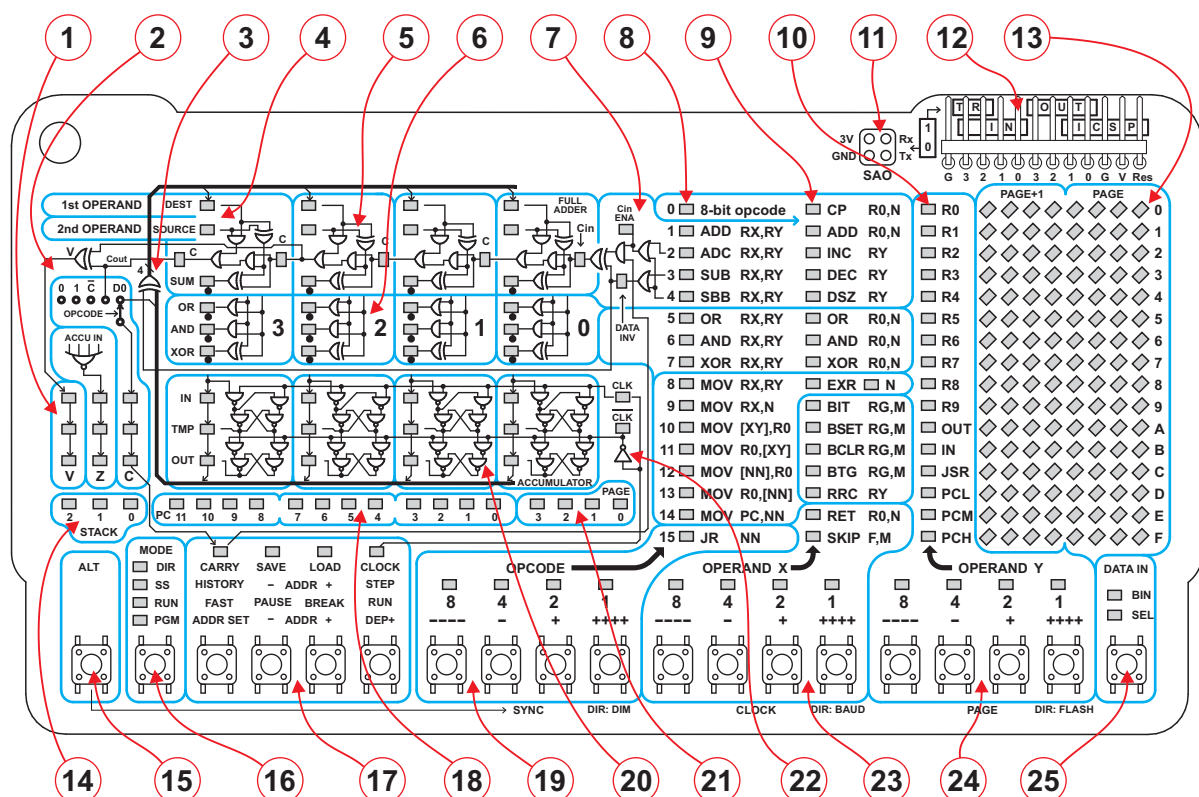 1 2 3 4 5 6 7 8 9 10 11 12 13
TR OUT
IN ICSP
3V Rx 1
GND Tx 0
SAO
G 3 2 1 0 3 2 1 0 G V Res
1st OPERAND DEST FULL ADDER Cin ENA
2nd OPERAND SOURCE
V Cout C C C C Cin
4
SUM
0 1 C̅ D0
OPCODE
OR
AND 3 2 1 0 DATA INV
XOR
ACCU IN
IN CLK
TMP C̅L̅K̅
OUT ACCUMULATOR
V Z C
PAGE+1 PAGE
0 8-bit opcode CP R0,N R0 0
1 ADD RX,RY ADD R0,N R1 1
2 ADC RX,RY INC RY R2 2
3 SUB RX,RY DEC RY R3 3
4 SBB RX,RY DSZ RY R4 4
5 OR RX,RY OR R0,N R5 5
6 AND RX,RY AND R0,N R6 6
7 XOR RX,RY XOR R0,N R7 7
8 MOV RX,RY EXR N R8 8
9 MOV RX,N BIT RG,M R9 9
10 MOV [XY],R0 BSET RG,M OUT A
11 MOV R0,[XY] BCLR RG,M IN B
12 MOV [NN],R0 BTG RG,M JSR C
13 MOV R0,[NN] RRC RY PCL D
14 MOV PC,NN RET R0,N PCM E
15 JR NN SKIP F,M PCH F
PAGE
2 1 0 PC 11 10 9 8 7 6 5 4 3 2 1 0 3 2 1 0
STACK
OPCODE OPERAND X OPERAND Y
ALT MODE
DIR CARRY SAVE LOAD CLOCK
SS HISTORY - ADDR + STEP
RUN FAST PAUSE BREAK RUN
PGM ADDR SET - ADDR + DEP+
8 4 2 1 8 4 2 1 8 4 2 1
---- - + ++++ ---- - + ++++ ---- - + ++++
DATA IN
BIN
SEL
SYNC DIR: DIM CLOCK DIR: BAUD PAGE DIR: FLASH
14 15 16 17 18 19 20 21 22 23 24 25